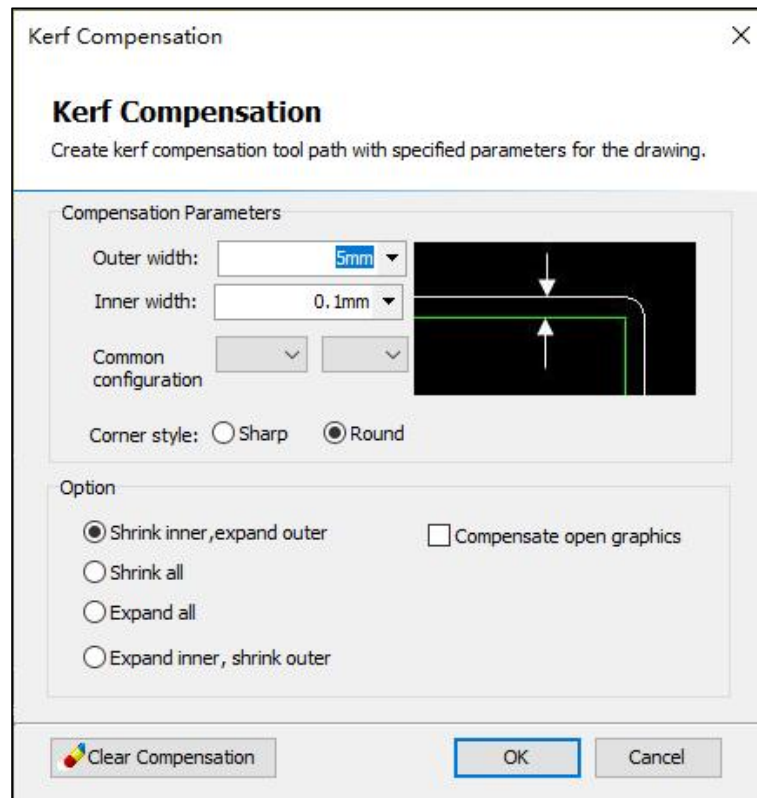 Kerf Compensation
Kerf Compensation
Create kerf compensation tool path with specified parameters for the drawing.
Compensation Parameters
Outer width: 5mm
Inner width: 0.1mm
Common
configuration
Corner style: Sharp Round
Option
Shrink inner,expand outer Compensate open graphics
Shrink all
Expand all
Expand inner, shrink outer
Clear Compensation OK Cancel